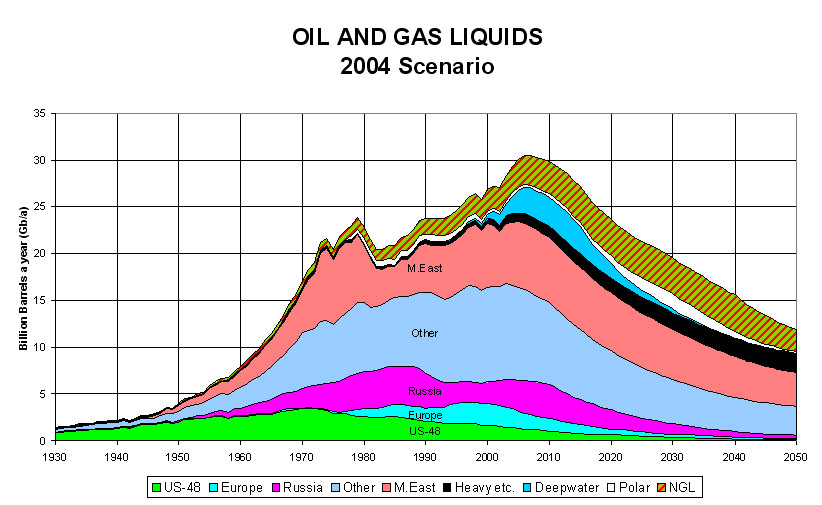 OIL AND GAS LIQUIDS
2004 Scenario
Billion Barrels a year (Gb/a)
35
30
25
20
15
10
5
0
M.East
Other
Russia
Europe
US-48
1930 1940 1950 1960 1970 1980 1990 2000 2010 2020 2030 2040 2050
US-48 Europe Russia Other M.East Heavy etc. Deepwater Polar NGL